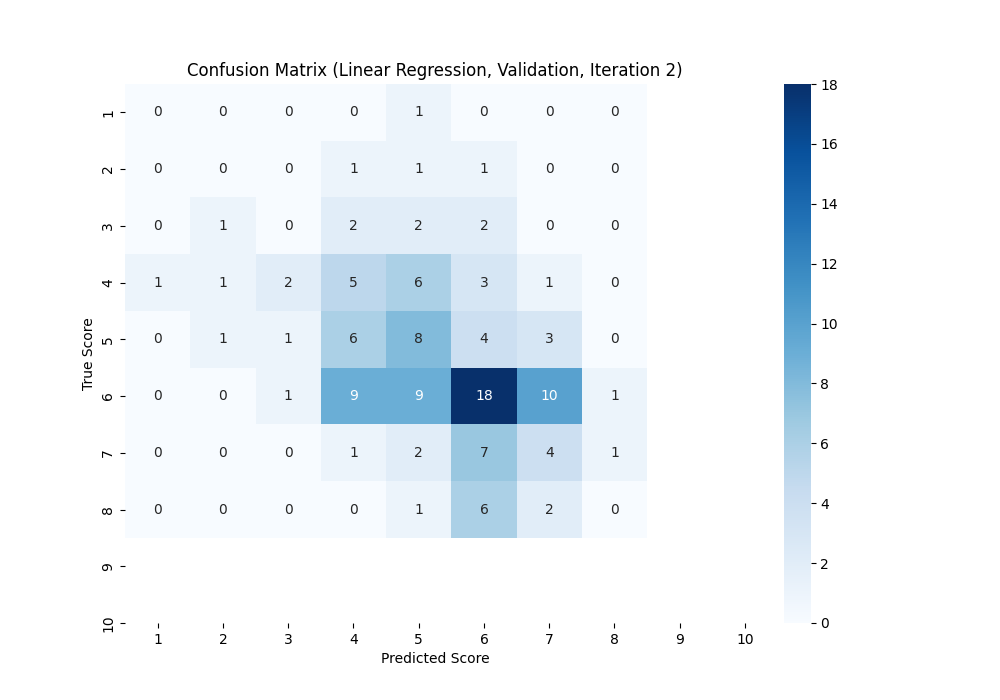 Confusion Matrix (Linear Regression, Validation, Iteration 2)
True Score
1 0 0 0 0 1 0 0 0
2 0 0 0 1 1 1 0 0
3 0 1 0 2 2 2 0 0
4 1 1 2 5 6 3 1 0
5 0 1 1 6 8 4 3 0
6 0 0 1 9 9 18 10 1
7 0 0 0 1 2 7 4 1
8 0 0 0 0 1 6 2 0
9
10
1 2 3 4 5 6 7 8 9 10
Predicted Score
18
16
14
12
10
8
6
4
2
0